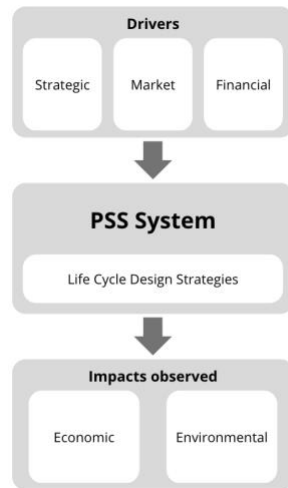 Drivers
Strategic Market Financial
PSS System
Life Cycle Design Strategies
Impacts observed
Economic Environmental